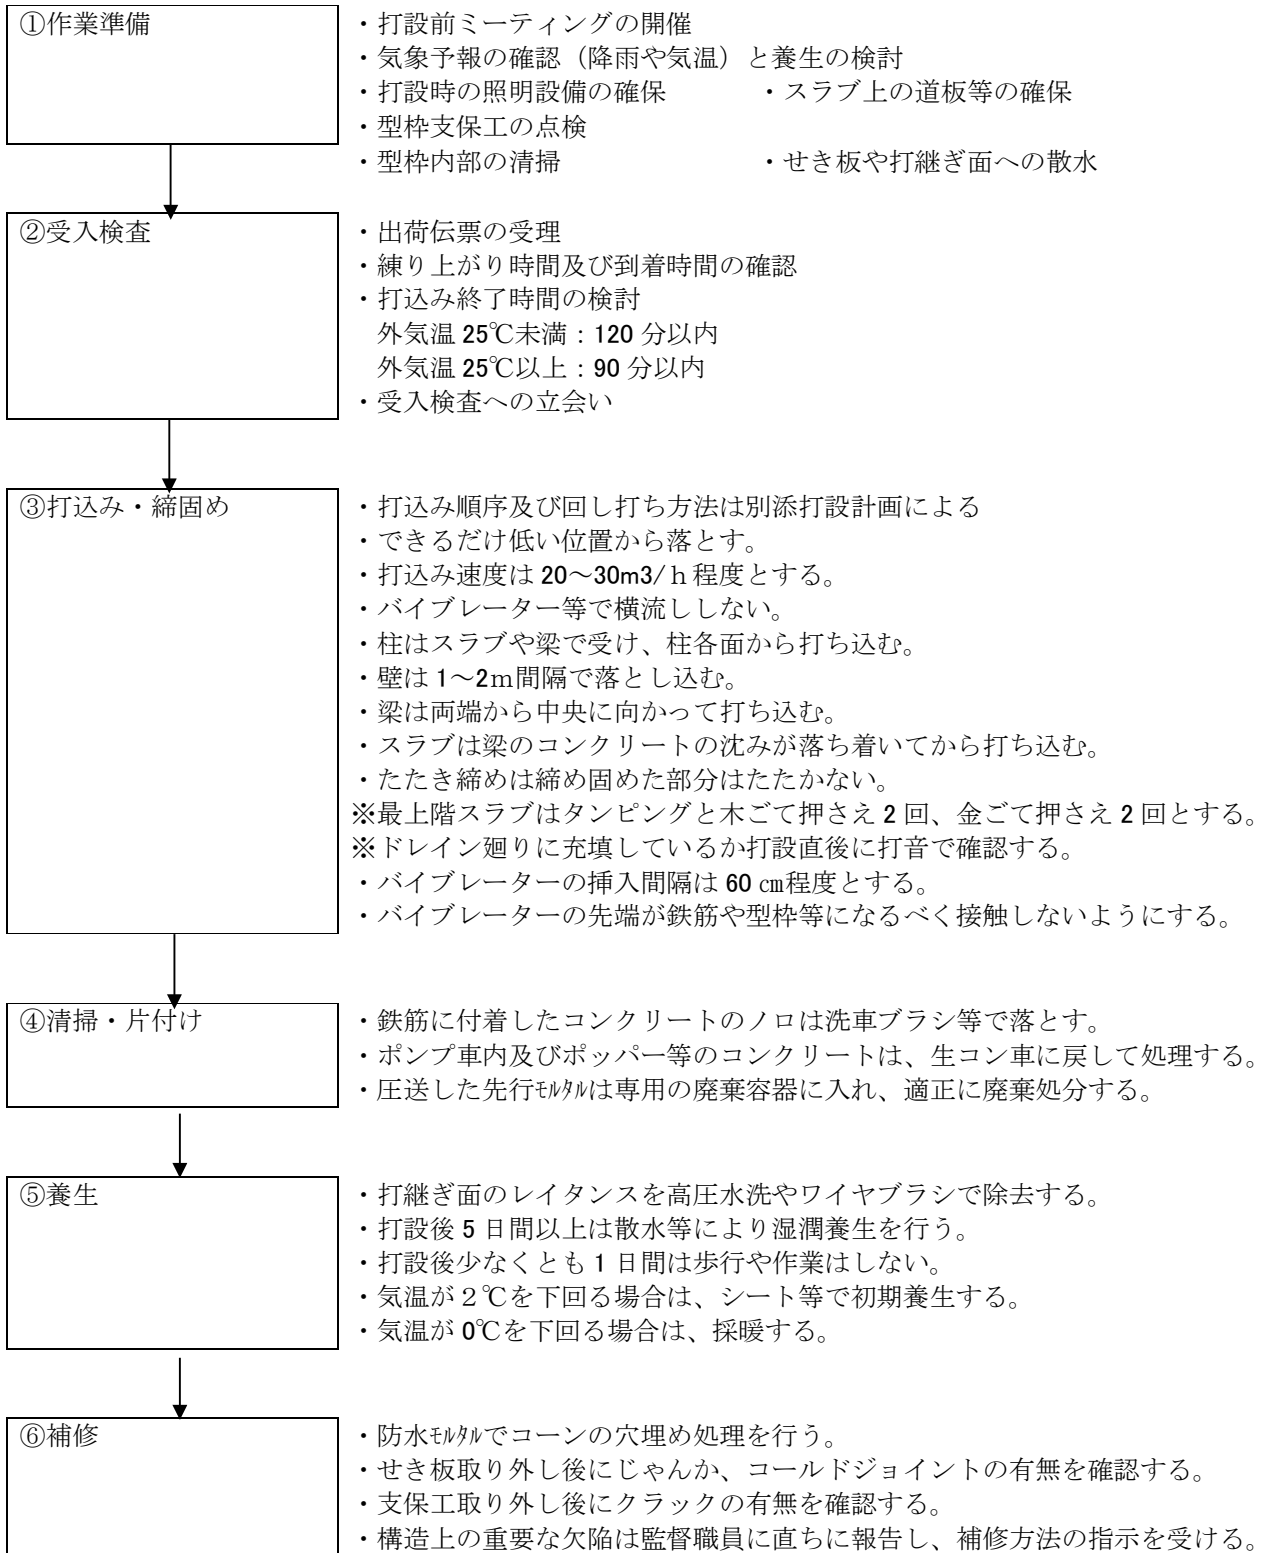 ①作業準備
・打設前ミーティングの開催
・気象予報の確認（降雨や気温）と養生の検討
・打設時の照明設備の確保　　　・スラブ上の道板等の確保
・型枠支保工の点検
・型枠内部の清掃　　　・せき板や打継ぎ面への散水
②受入検査
・出荷伝票の受理
・練り上がり時間及び到着時間の確認
・打込み終了時間の検討
外気温 25℃未満：120 分以内
外気温 25℃以上：90 分以内
・受入検査への立会い
③打込み・締固め
・打込み順序及び回し打ち方法は別添打設計画による
・できるだけ低い位置から落とす。
・打込み速度は 20～30m3/ｈ程度とする。
・バイブレーター等で横流ししない。
・柱はスラブや梁で受け、柱各面から打ち込む。
・壁は 1～2ｍ間隔で落とし込む。
・梁は両端から中央に向かって打ち込む。
・スラブは梁のコンクリートの沈みが落ち着いてから打ち込む。
・たたき締めは締め固めた部分はたたかない。
※最上階スラブはタンピングと木ごて押さえ 2 回、金ごて押さえ 2 回とする。
※ドレイン廻りに充填しているか打設直後に打音で確認する。
・バイブレーターの挿入間隔は 60 ㎝程度とする。
・バイブレーターの先端が鉄筋や型枠等になるべく接触しないようにする。
④清掃・片付け
・鉄筋に付着したコンクリートのノロは洗車ブラシ等で落とす。
・ポンプ車内及びポッパー等のコンクリートは、生コン車に戻して処理する。
・圧送した先行ﾓﾙﾀﾙは専用の廃棄容器に入れ、適正に廃棄処分する。
⑤養生
・打継ぎ面のレイタンスを高圧水洗やワイヤブラシで除去する。
・打設後 5 日間以上は散水等により湿潤養生を行う。
・打設後少なくとも 1 日間は歩行や作業はしない。
・気温が２℃を下回る場合は、シート等で初期養生する。
・気温が 0℃を下回る場合は、採暖する。
⑥補修
・防水ﾓﾙﾀﾙでコーンの穴埋め処理を行う。
・せき板取り外し後にじゃんか、コールドジョイントの有無を確認する。
・支保工取り外し後にクラックの有無を確認する。
・構造上の重要な欠陥は監督職員に直ちに報告し、補修方法の指示を受ける。